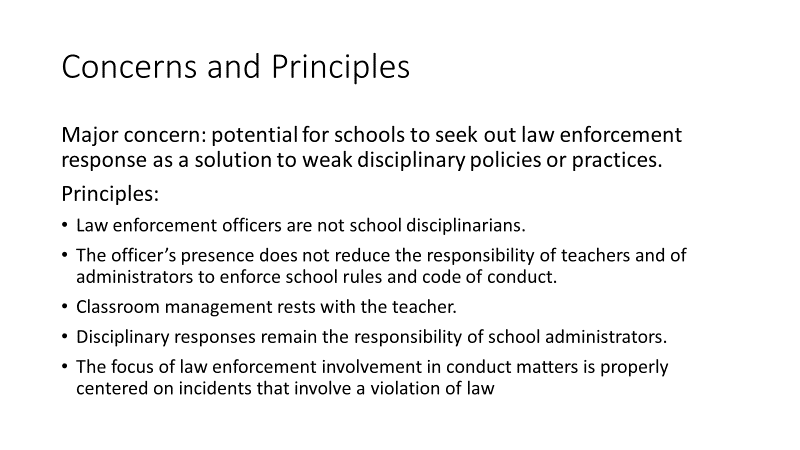 Concerns and Principles
Major concern: potential for schools to seek out law enforcement
response as a solution to weak disciplinary policies or practices.
Principles:
• Law enforcement officers are not school disciplinarians.
• The officer’s presence does not reduce the responsibility of teachers and of
administrators to enforce school rules and code of conduct.
• Classroom management rests with the teacher.
• Disciplinary responses remain the responsibility of school administrators.
• The focus of law enforcement involvement in conduct matters is properly
centered on incidents that involve a violation of law